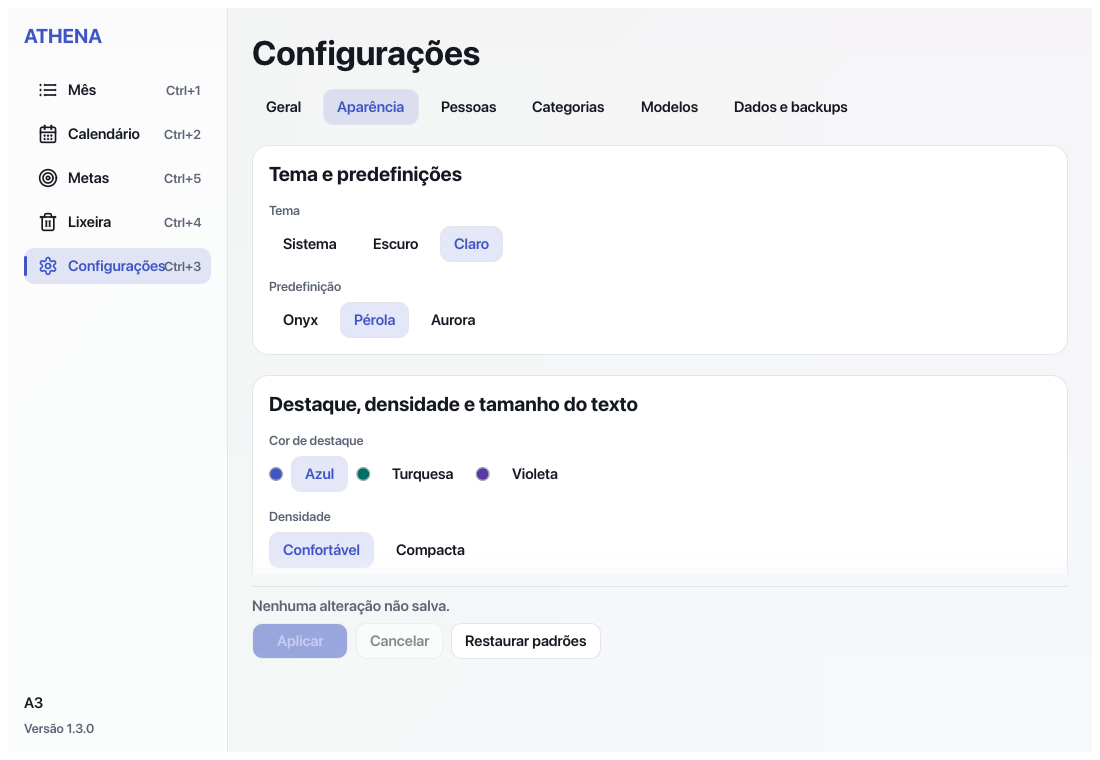 ATHENA
Mês Ctrl+1
Calendário Ctrl+2
Metas Ctrl+5
Lixeira Ctrl+4
Configurações Ctrl+3
A3
Versão 1.3.0
Configurações
Geral Aparência Pessoas Categorias Modelos Dados e backups
Tema e predefinições
Tema
Sistema Escuro Claro
Predefinição
Onyx Pérola Aurora
Destaque, densidade e tamanho do texto
Cor de destaque
Azul Turquesa Violeta
Densidade
Confortável Compacta
Nenhuma alteração não salva.
Aplicar Cancelar Restaurar padrões